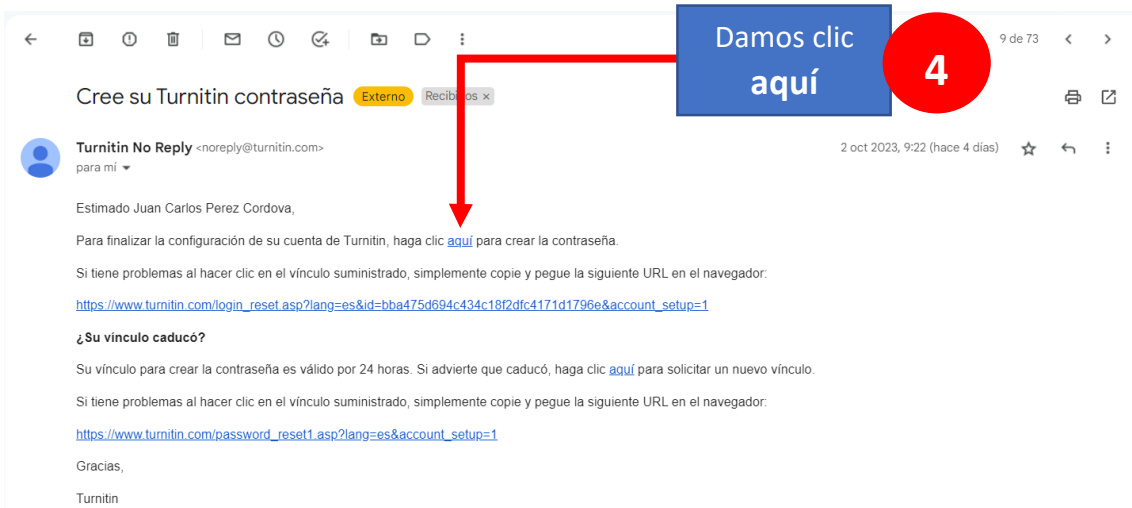 Damos clic
aquí
4
9 de 73
Cree su Turnitin contraseña Externo Recibidos ×
Turnitin No Reply <noreply@turnitin.com> 2 oct 2023, 9:22 (hace 4 días)
para mí
Estimado Juan Carlos Perez Cordova,
Para finalizar la configuración de su cuenta de Turnitin, haga clic aquí para crear la contraseña.
Si tiene problemas al hacer clic en el vínculo suministrado, simplemente copie y pegue la siguiente URL en el navegador:
https://www.turnitin.com/login_reset.asp?lang=es&id=bba475d694c434c18f2dfc4171d1796e&account_setup=1
¿Su vínculo caducó?
Su vínculo para crear la contraseña es válido por 24 horas. Si advierte que caducó, haga clic aquí para solicitar un nuevo vínculo.
Si tiene problemas al hacer clic en el vínculo suministrado, simplemente copie y pegue la siguiente URL en el navegador:
https://www.turnitin.com/password_reset1.asp?lang=es&account_setup=1
Gracias,
Turnitin